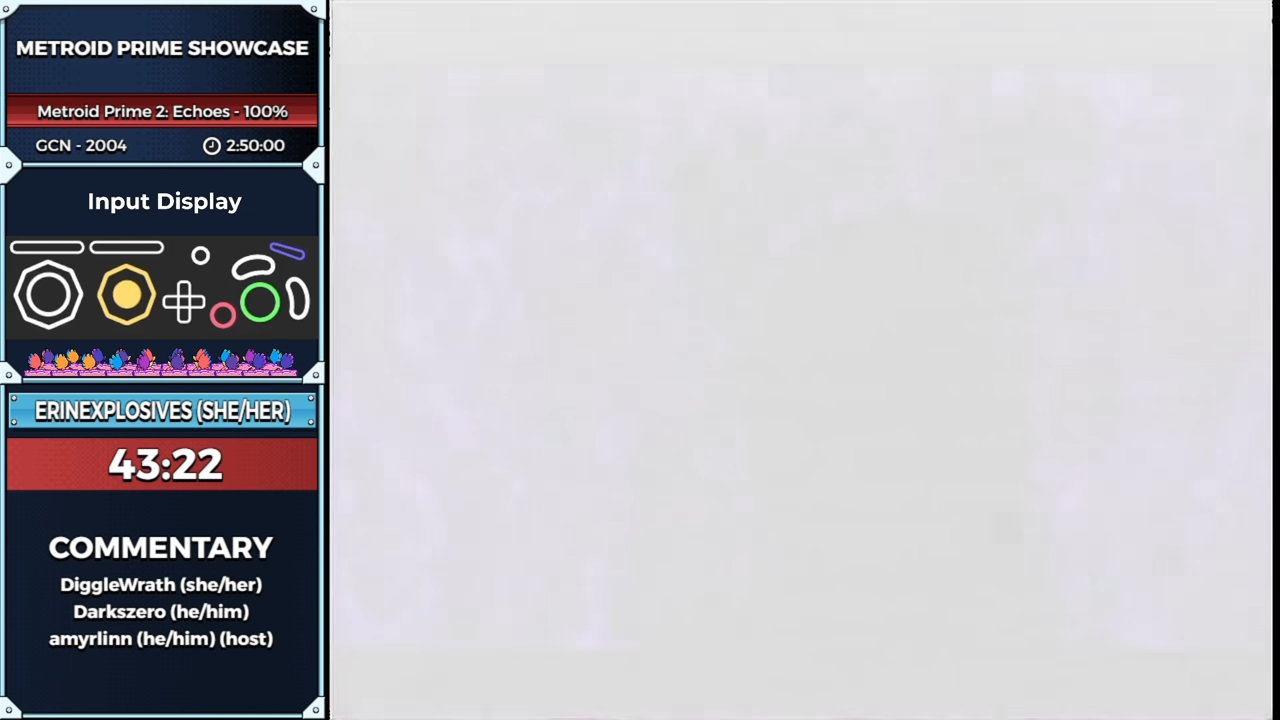 METROID PRIME SHOWCASE
Metroid Prime 2: Echoes - 100%
GCN - 2004 2:50:00
Input Display
ERINEXPLOSIVES (SHE/HER)
43:22
COMMENTARY
DiggleWrath (she/her)
Darkszero (he/him)
amyrlinn (he/him) (host)